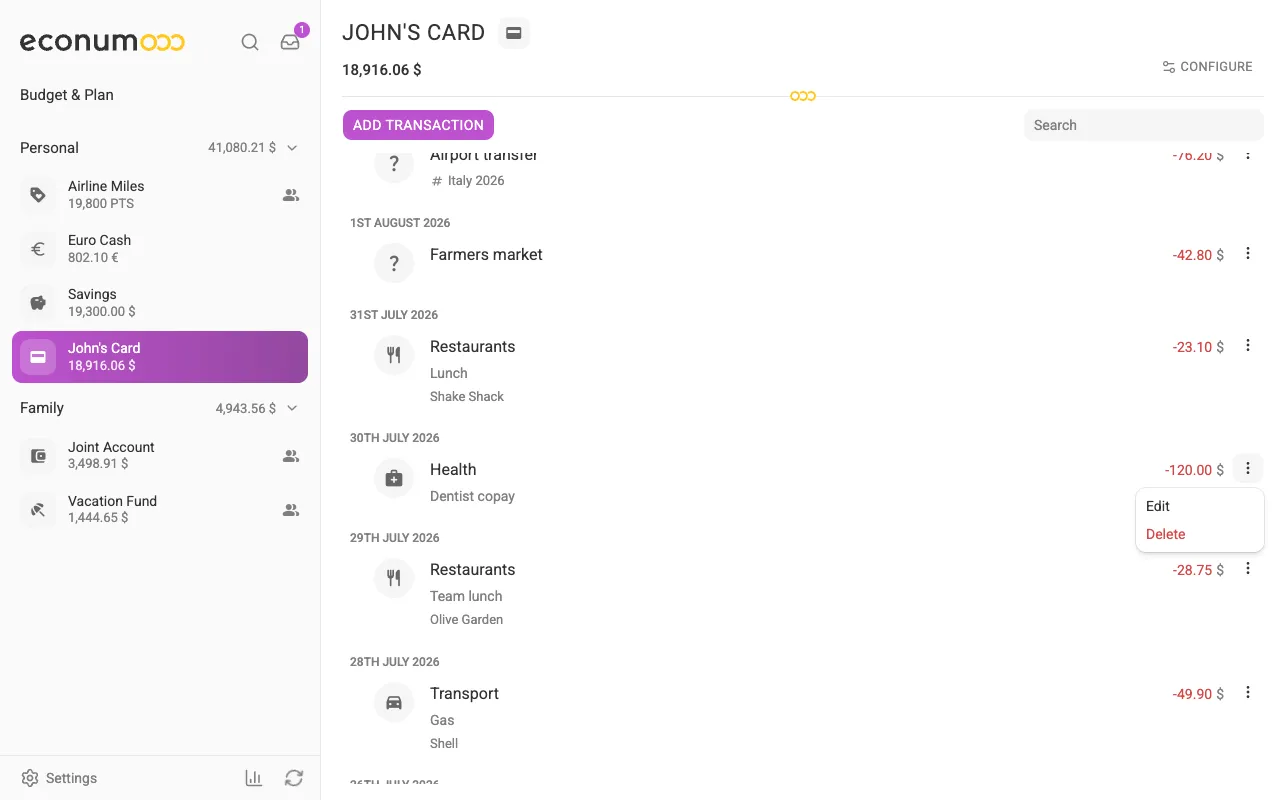 econumo
1
Budget & Plan
Personal 41,080.21 $
Airline Miles
19,800 PTS
Euro Cash
802.10 €
Savings
19,300.00 $
John's Card
18,916.06 $
Family 4,943.56 $
Joint Account
3,498.91 $
Vacation Fund
1,444.65 $
Settings
JOHN'S CARD
18,916.06 $
CONFIGURE
ADD TRANSACTION
Search
Airport transfer -76.20 $
# Italy 2026
1ST AUGUST 2026
? Farmers market -42.80 $
31ST JULY 2026
Restaurants -23.10 $
Lunch
Shake Shack
30TH JULY 2026
Health -120.00 $
Dentist copay
Edit
Delete
29TH JULY 2026
Restaurants -28.75 $
Team lunch
Olive Garden
28TH JULY 2026
Transport -49.90 $
Gas
Shell
26TH JULY 2026